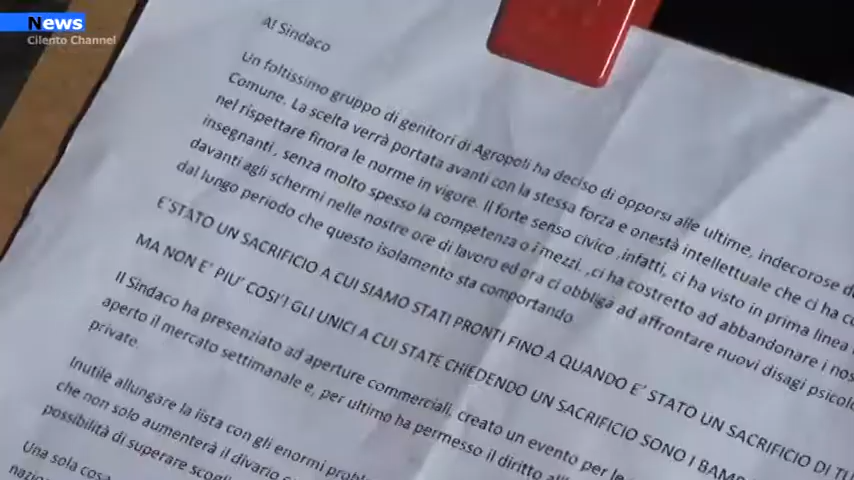 News
Cilento Channel
Al Sindaco
Un foltissimo gruppo di genitori di Agropoli ha deciso di opporsi alle ultime, indecorose
Comune. La scelta verrà portata avanti con la stessa forza e onestà intellettuale che ci ha
nel rispettare finora le norme in vigore. Il forte senso civico ,infatti, ci ha visto in prima linea
insegnanti, senza molto spesso la competenza o i mezzi. ,ci ha costretto ad abbandonare i
davanti agli schermi nelle nostre ore di lavoro ed ora ci obbliga ad affrontare nuovi disagi
dal lungo periodo che questo isolamento sta comportando
E'STATO UN SACRIFICIO A CUI SIAMO STATI PRONTI FINO A QUANDO E' STATO UN SACRIFICIO DI
MA NON E' PIU' COSI'! GLI UNICI A CUI STATE CHIEDENDO UN SACRIFICIO SONO I
Il Sindaco ha presenziato ad aperture commerciali, creato un evento per
aperto il mercato settimanale e, per ultimo ha permesso il diritto
private.
Inutile allungare la lista con gli enormi
che non solo aumenterà il divario
possibilità di superare
Una sola